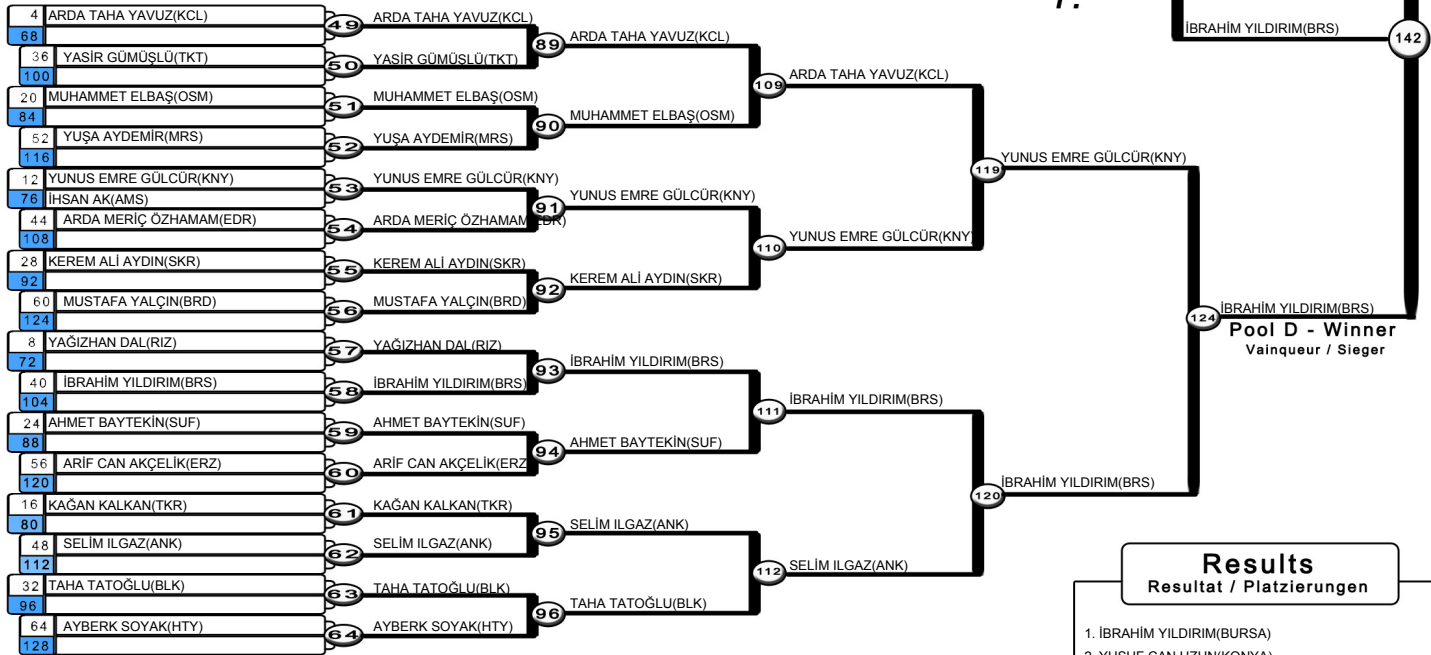 4 ARDA TAHA YAVUZ(KCL)
68
49
ARDA TAHA YAVUZ(KCL)
36 YASİR GÜMÜŞLÜ(TKT)
100
50
YASİR GÜMÜŞLÜ(TKT)
89
ARDA TAHA YAVUZ(KCL)
20 MUHAMMET ELBAŞ(OSM)
84
51
MUHAMMET ELBAŞ(OSM)
52 YUŞA AYDEMİR(MRS)
116
52
YUŞA AYDEMİR(MRS)
90
MUHAMMET ELBAŞ(OSM)
109
ARDA TAHA YAVUZ(KCL)
12 YUNUS EMRE GÜLCÜR(KNY)
76 İHSAN AK(AMS)
53
YUNUS EMRE GÜLCÜR(KNY)
44 ARDA MERİÇ ÖZHAMAM(EDR)
108
54
ARDA MERİÇ ÖZHAMAM(EDR)
91
YUNUS EMRE GÜLCÜR(KNY)
28 KEREM ALİ AYDIN(SKR)
92
55
KEREM ALİ AYDIN(SKR)
60 MUSTAFA YALÇIN(BRD)
124
56
MUSTAFA YALÇIN(BRD)
92
KEREM ALİ AYDIN(SKR)
110
YUNUS EMRE GÜLCÜR(KNY)
119
YUNUS EMRE GÜLCÜR(KNY)
8 YAĞIZHAN DAL(RIZ)
72
57
YAĞIZHAN DAL(RIZ)
40 İBRAHİM YILDIRIM(BRS)
104
58
İBRAHİM YILDIRIM(BRS)
93
İBRAHİM YILDIRIM(BRS)
24 AHMET BAYTEKİN(SUF)
88
59
AHMET BAYTEKİN(SUF)
56 ARİF CAN AKÇELİK(ERZ)
120
60
ARİF CAN AKÇELİK(ERZ
94
AHMET BAYTEKİN(SUF)
111
İBRAHİM YILDIRIM(BRS)
16 KAĞAN KALKAN(TKR)
80
61
KAĞAN KALKAN(TKR)
48 SELİM ILGAZ(ANK)
112
62
SELİM ILGAZ(ANK)
95
SELİM ILGAZ(ANK)
32 TAHA TATOĞLU(BLK)
96
63
TAHA TATOĞLU(BLK)
64 AYBERK SOYAK(HTY)
128
64
AYBERK SOYAK(HTY)
96
TAHA TATOĞLU(BLK)
112
SELİM ILGAZ(ANK)
120
İBRAHİM YILDIRIM(BRS)
124
İBRAHİM YILDIRIM(BRS)
Pool D - Winner
Vainqueur / Sieger
İBRAHİM YILDIRIM(BRS)
142
Results
Resultat / Platzierungen
1. İBRAHİM YILDIRIM(BURSA)
2. YUSUF CAN UZUN(KONYA)